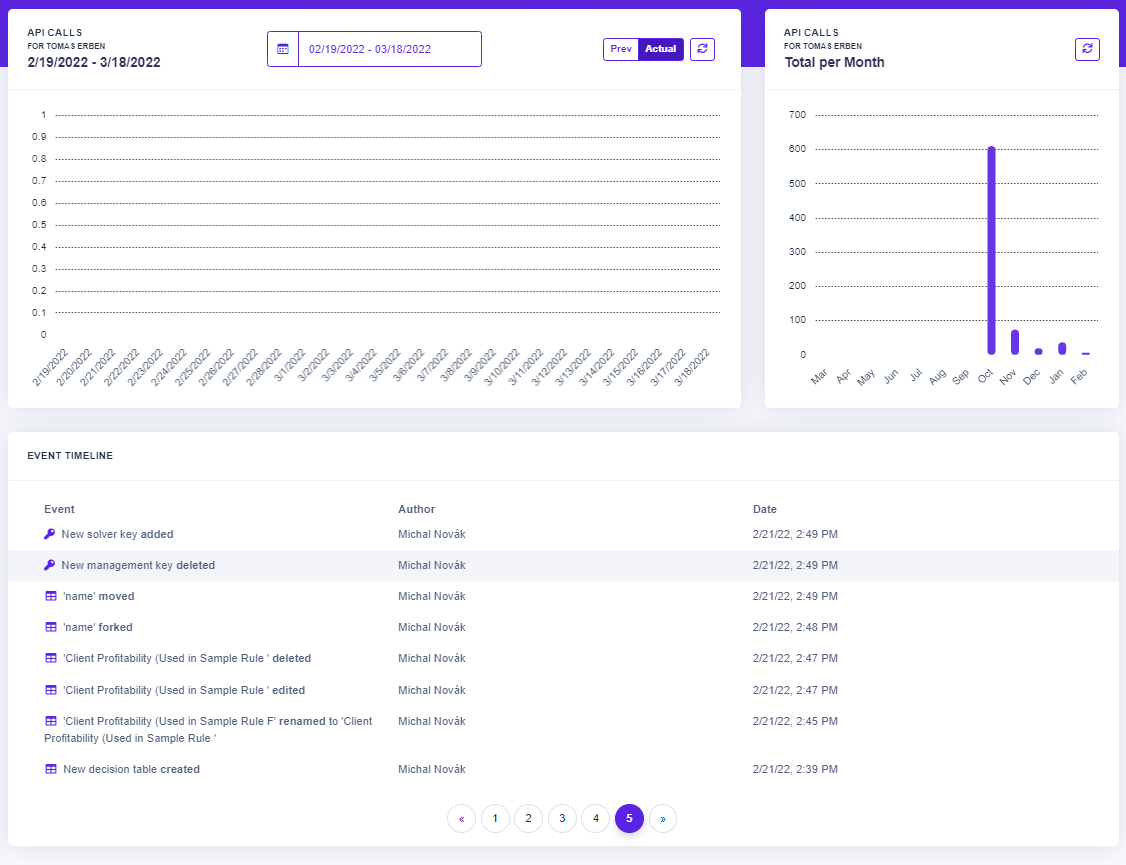 API CALLS
FOR TOMAS ERBEN
2/19/2022 - 3/18/2022
02/19/2022 - 03/18/2022
Prev Actual
1
0.9
0.8
0.7
0.6
0.5
0.4
0.3
0.2
0.1
0
2/19/2022 2/20/2022 2/21/2022 2/22/2022 2/23/2022 2/24/2022 2/25/2022 2/26/2022 2/27/2022 2/28/2022 3/1/2022 3/2/2022 3/3/2022 3/4/2022 3/5/2022 3/6/2022 3/7/2022 3/8/2022 3/9/2022 3/10/2022 3/11/2022 3/12/2022 3/13/2022 3/14/2022 3/15/2022 3/16/2022 3/17/2022 3/18/2022
API CALLS
FOR TOMAS ERBEN
Total per Month
700
600
500
400
300
200
100
0
Mar Apr May Jun Jul Aug Sep Oct Nov Dec Jan Feb
EVENT TIMELINE
Event Author Date
New solver key added Michal Novák 2/21/22, 2:49 PM
New management key deleted Michal Novák 2/21/22, 2:49 PM
'name' moved Michal Novák 2/21/22, 2:49 PM
'name' forked Michal Novák 2/21/22, 2:48 PM
'Client Profitability (Used in Sample Rule ' deleted Michal Novák 2/21/22, 2:47 PM
'Client Profitability (Used in Sample Rule ' edited Michal Novák 2/21/22, 2:47 PM
'Client Profitability (Used in Sample Rule F' renamed to 'Client Michal Novák 2/21/22, 2:45 PM
Profitability (Used in Sample Rule '
New decision table created Michal Novák 2/21/22, 2:39 PM
« 1 2 3 4 5 »